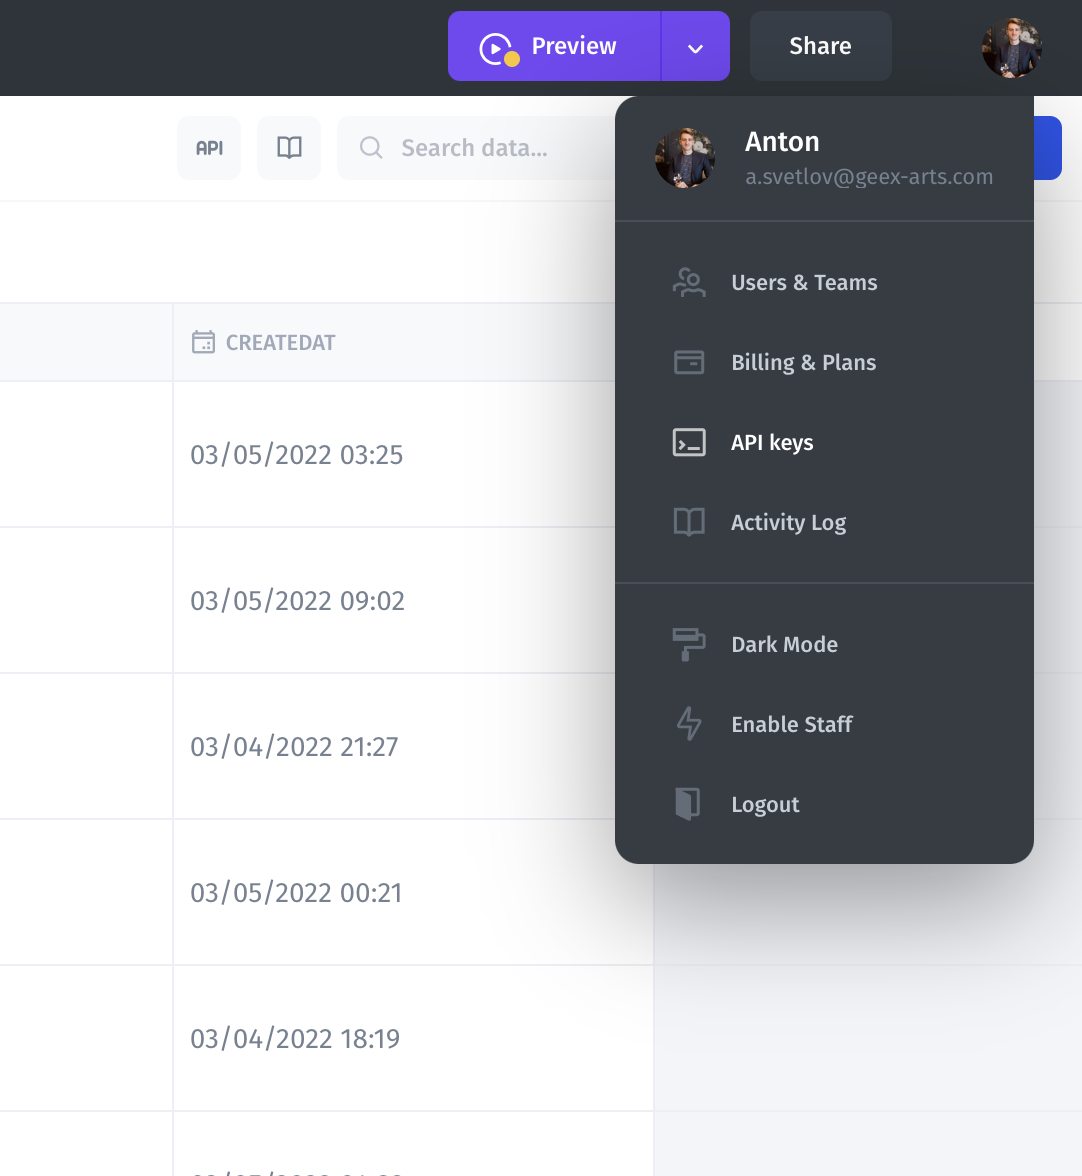 Preview
Share
API
Search data...
Anton
a.svetlov@geex-arts.com
Users & Teams
Billing & Plans
API keys
Activity Log
Dark Mode
Enable Staff
Logout
CREATEDAT
03/05/2022 03:25
03/05/2022 09:02
03/04/2022 21:27
03/05/2022 00:21
03/04/2022 18:19